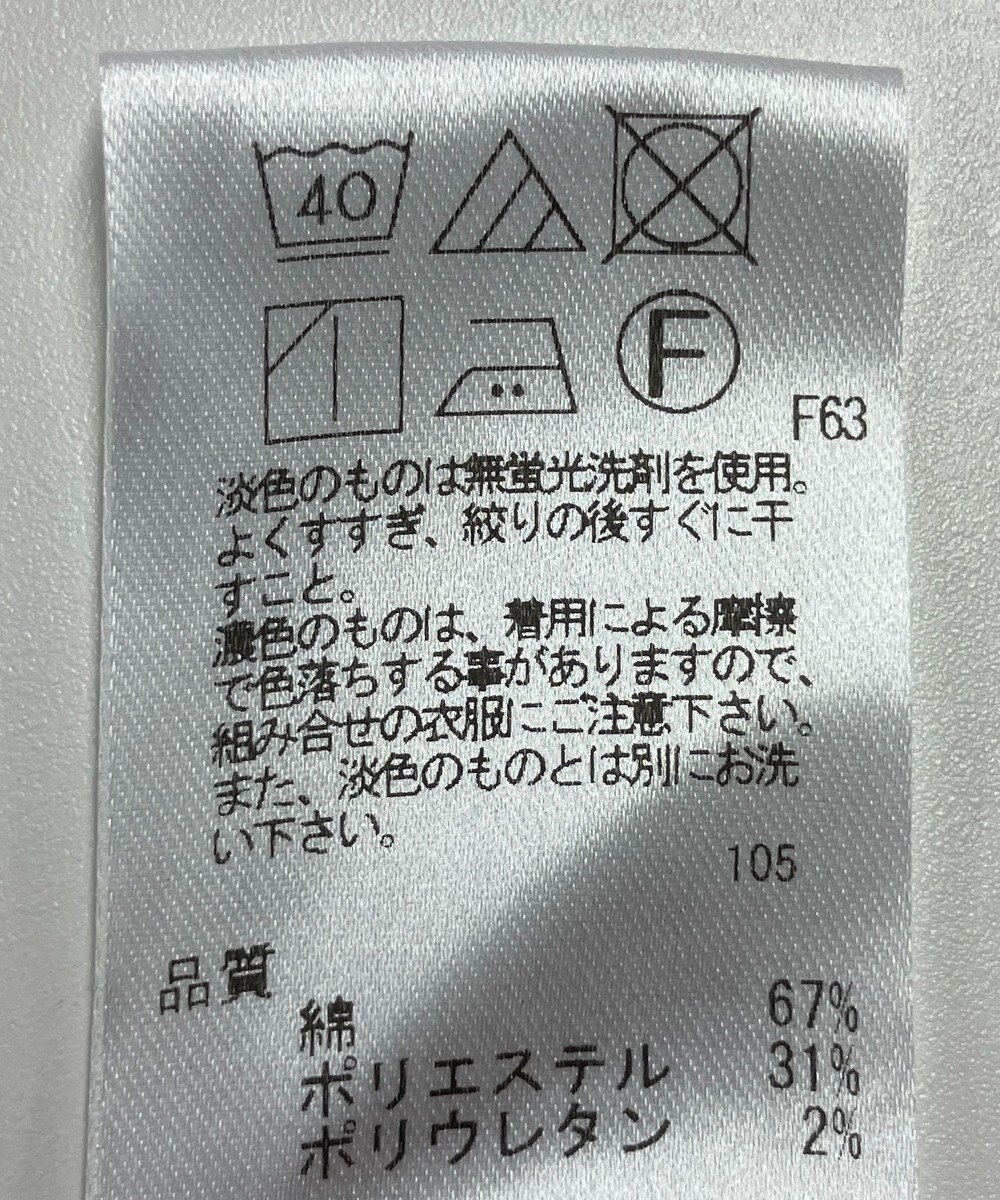 40
F
F63
淡色のものは無蛍光洗剤を使用。
よくすすぎ、絞りの後すぐに干
すこと。
濃色のものは、着用による摩擦
で色落ちする事がありますので、
組み合せの衣服にご注意下さい。
また、淡色のものとは別にお洗
い下さい。
105
品質
綿 67%
ポリエステル 31%
ポリウレタン 2%